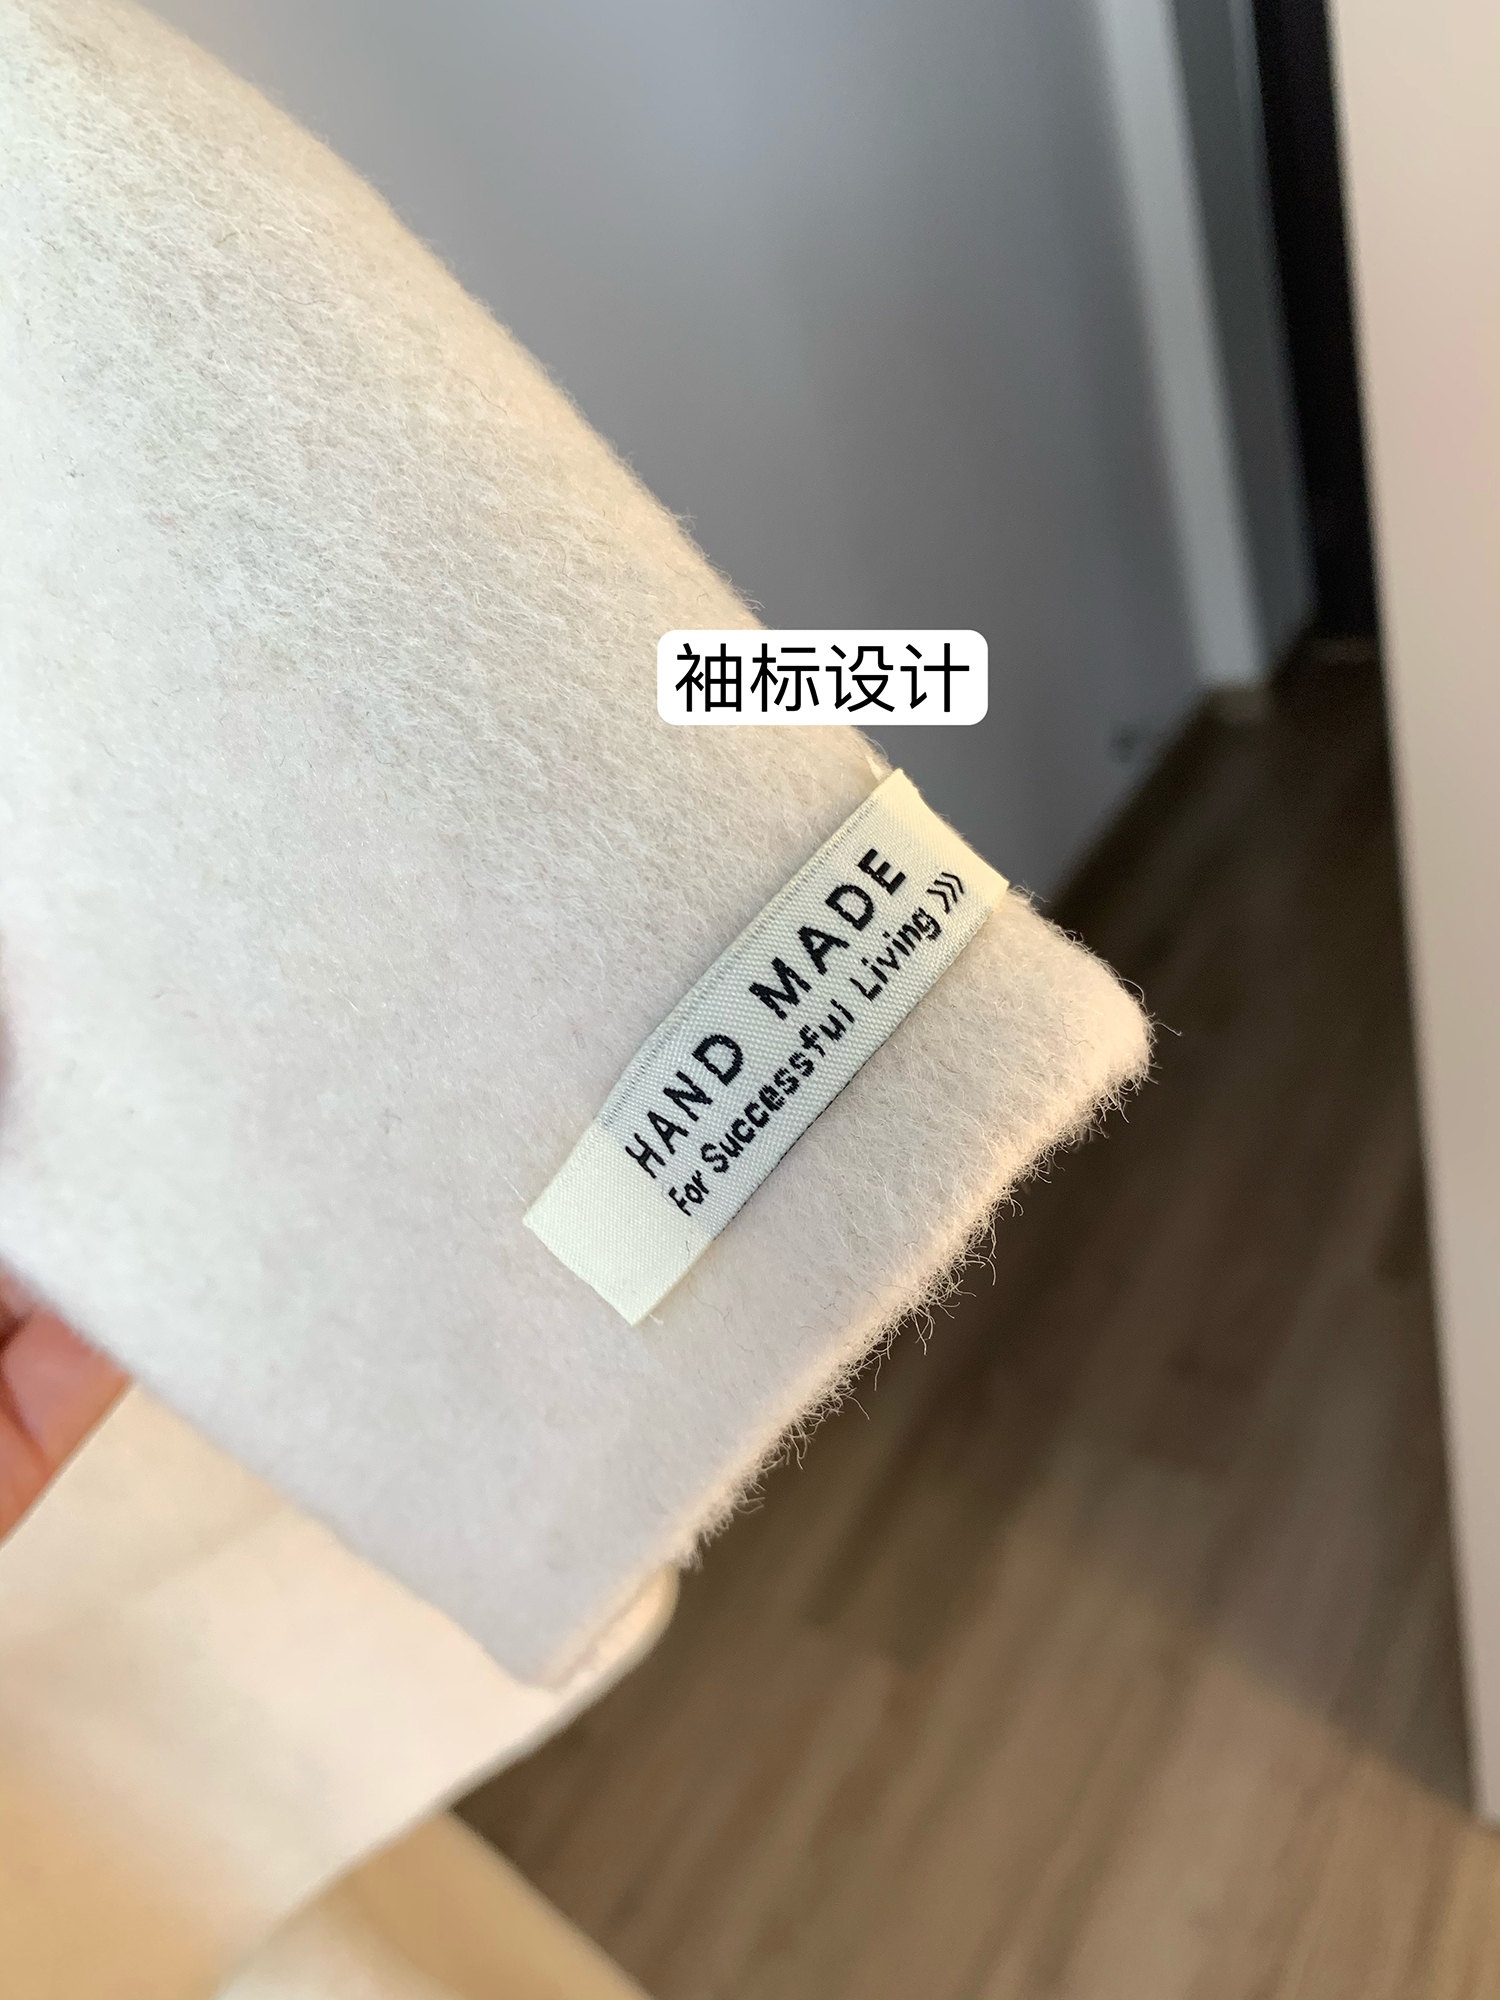 袖标设计
HAND MADE
For Successful Living >>>